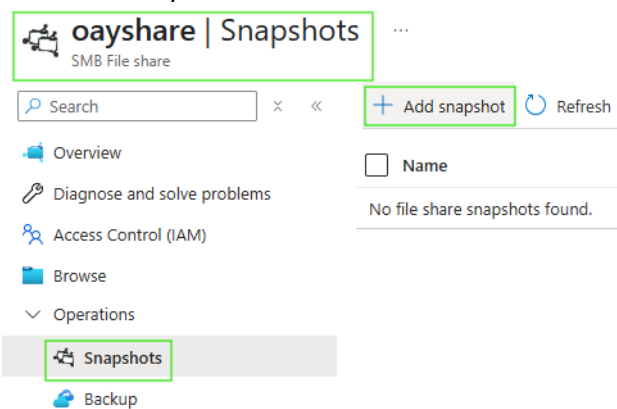 oayshare | Snapshots ...
SMB File share
Search
+ Add snapshot
Refresh
Overview
Name
Diagnose and solve problems
No file share snapshots found.
Access Control (IAM)
Browse
Operations
Snapshots
Backup